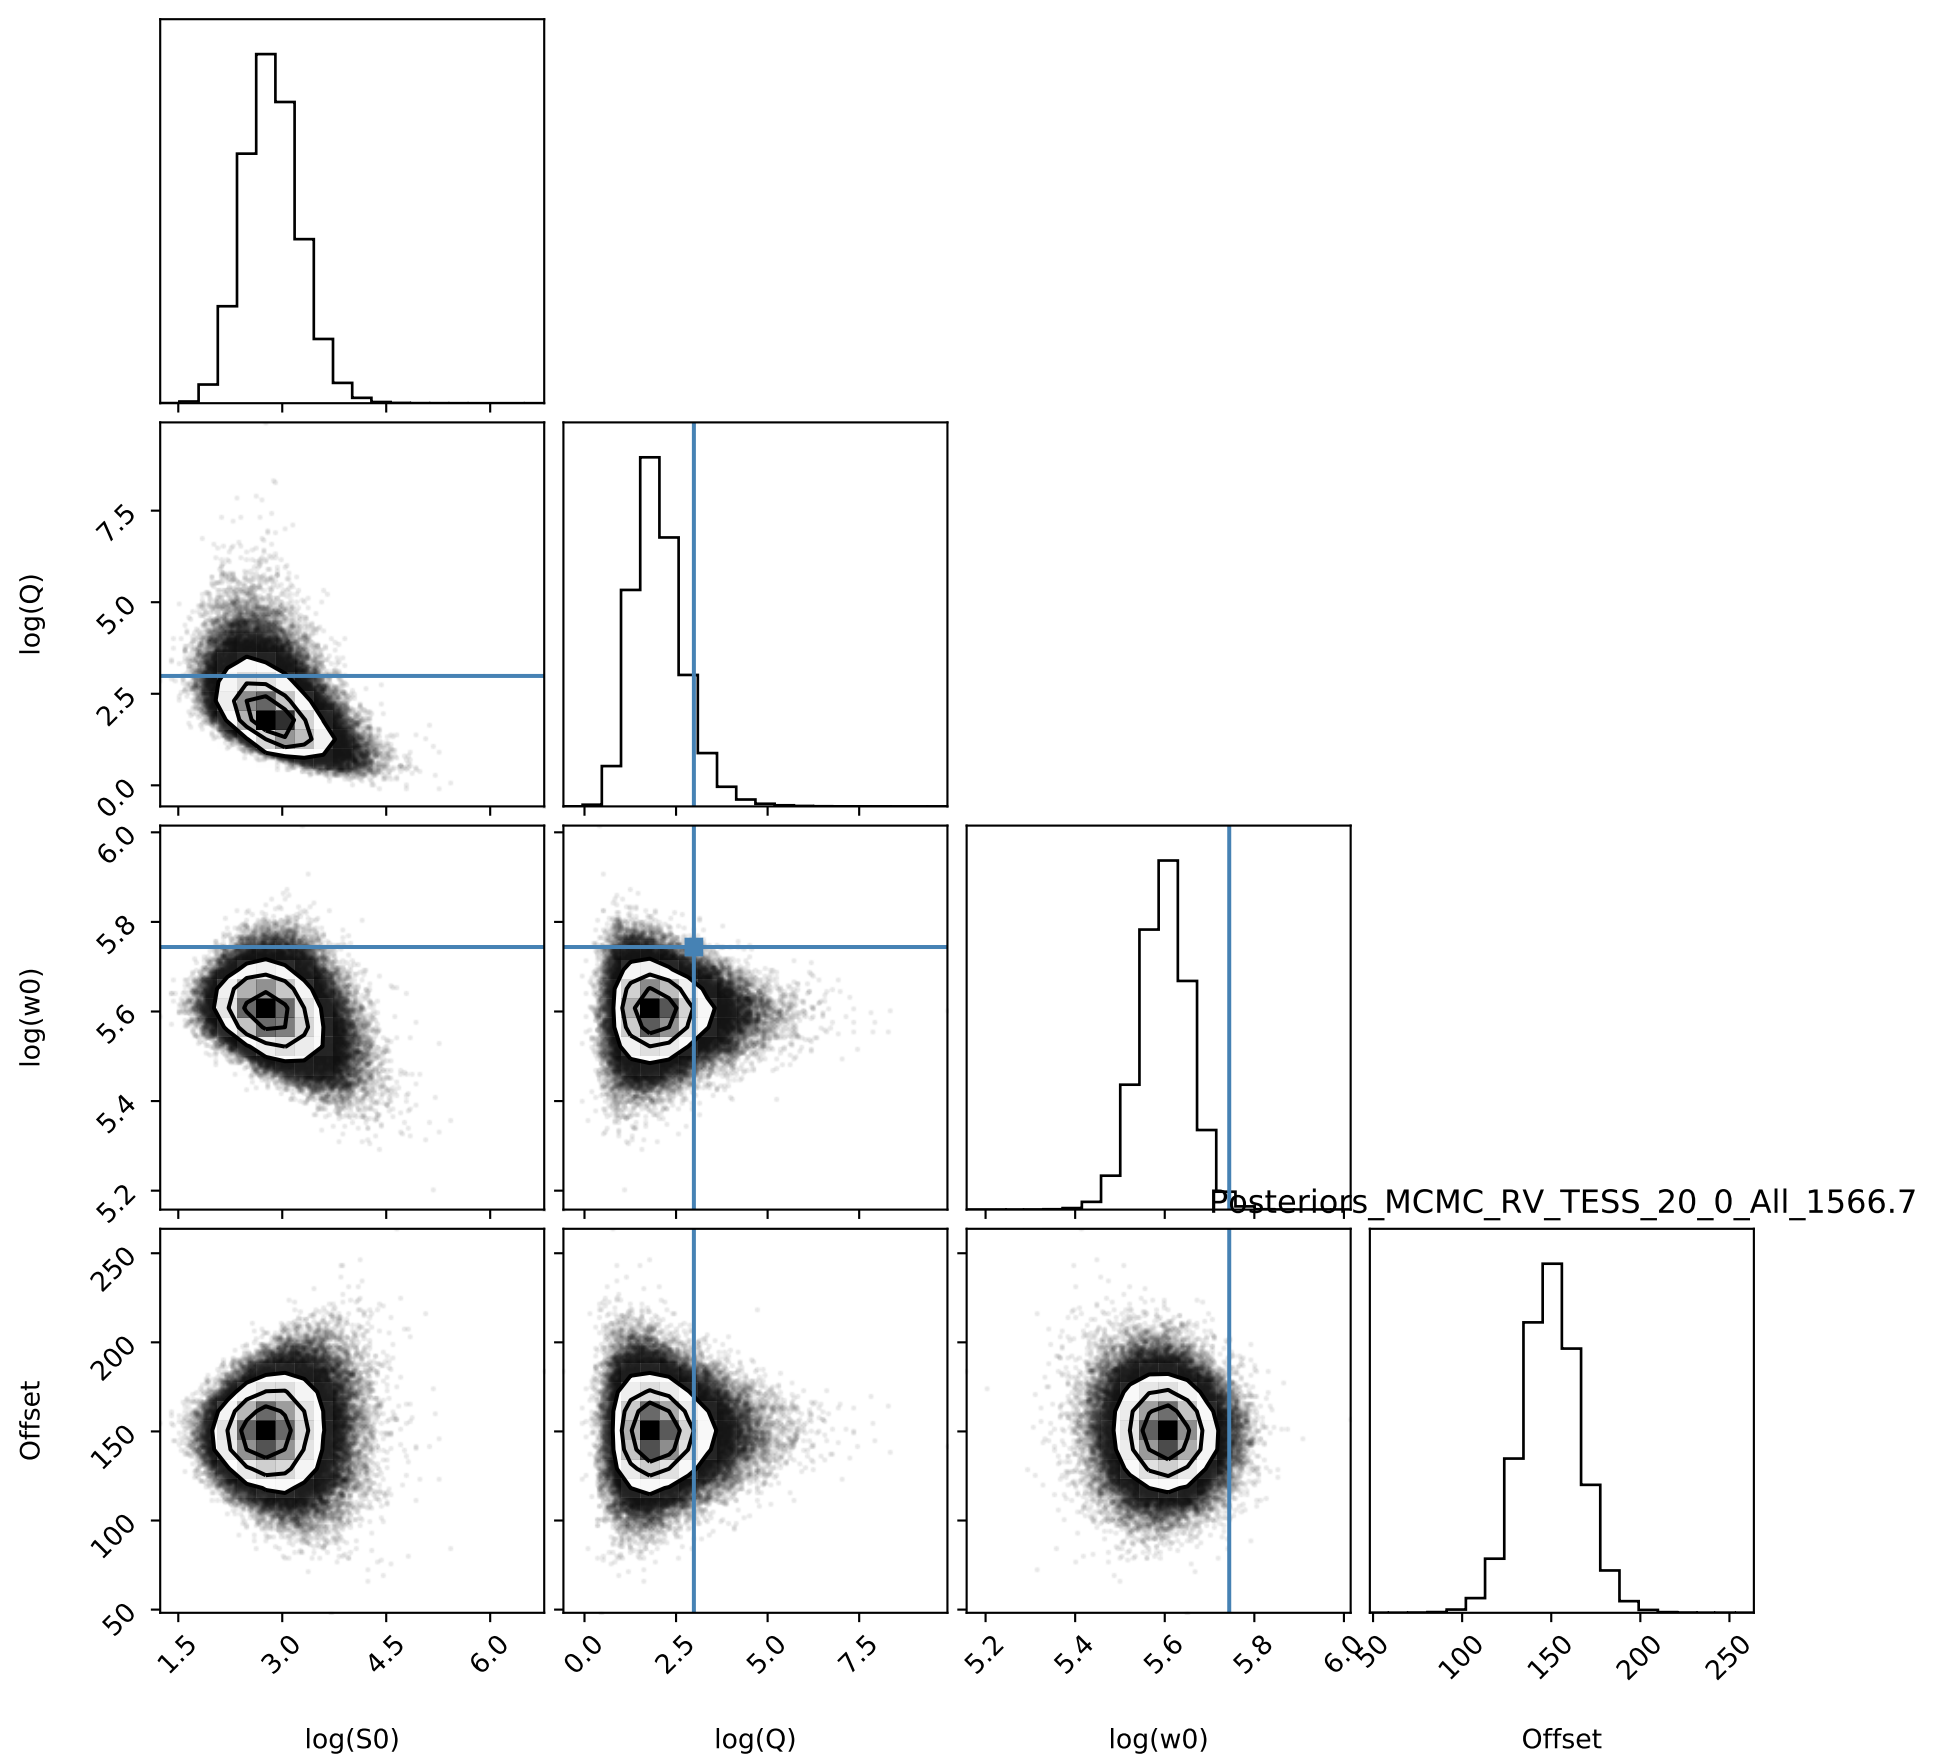 log(Q)
7.5
5.0
2.5
0.0
log(w0)
6.0
5.8
5.6
5.4
5.2
Posteriors_MCMC_RV_TESS_20_0_All_1566.7
Offset
250
200
150
100
50
1.5 3.0 4.5 6.0 0.0 2.5 5.0 7.5 5.2 5.4 5.6 5.8 6.0 50 100 150 200 250
log(S0) log(Q) log(w0) Offset